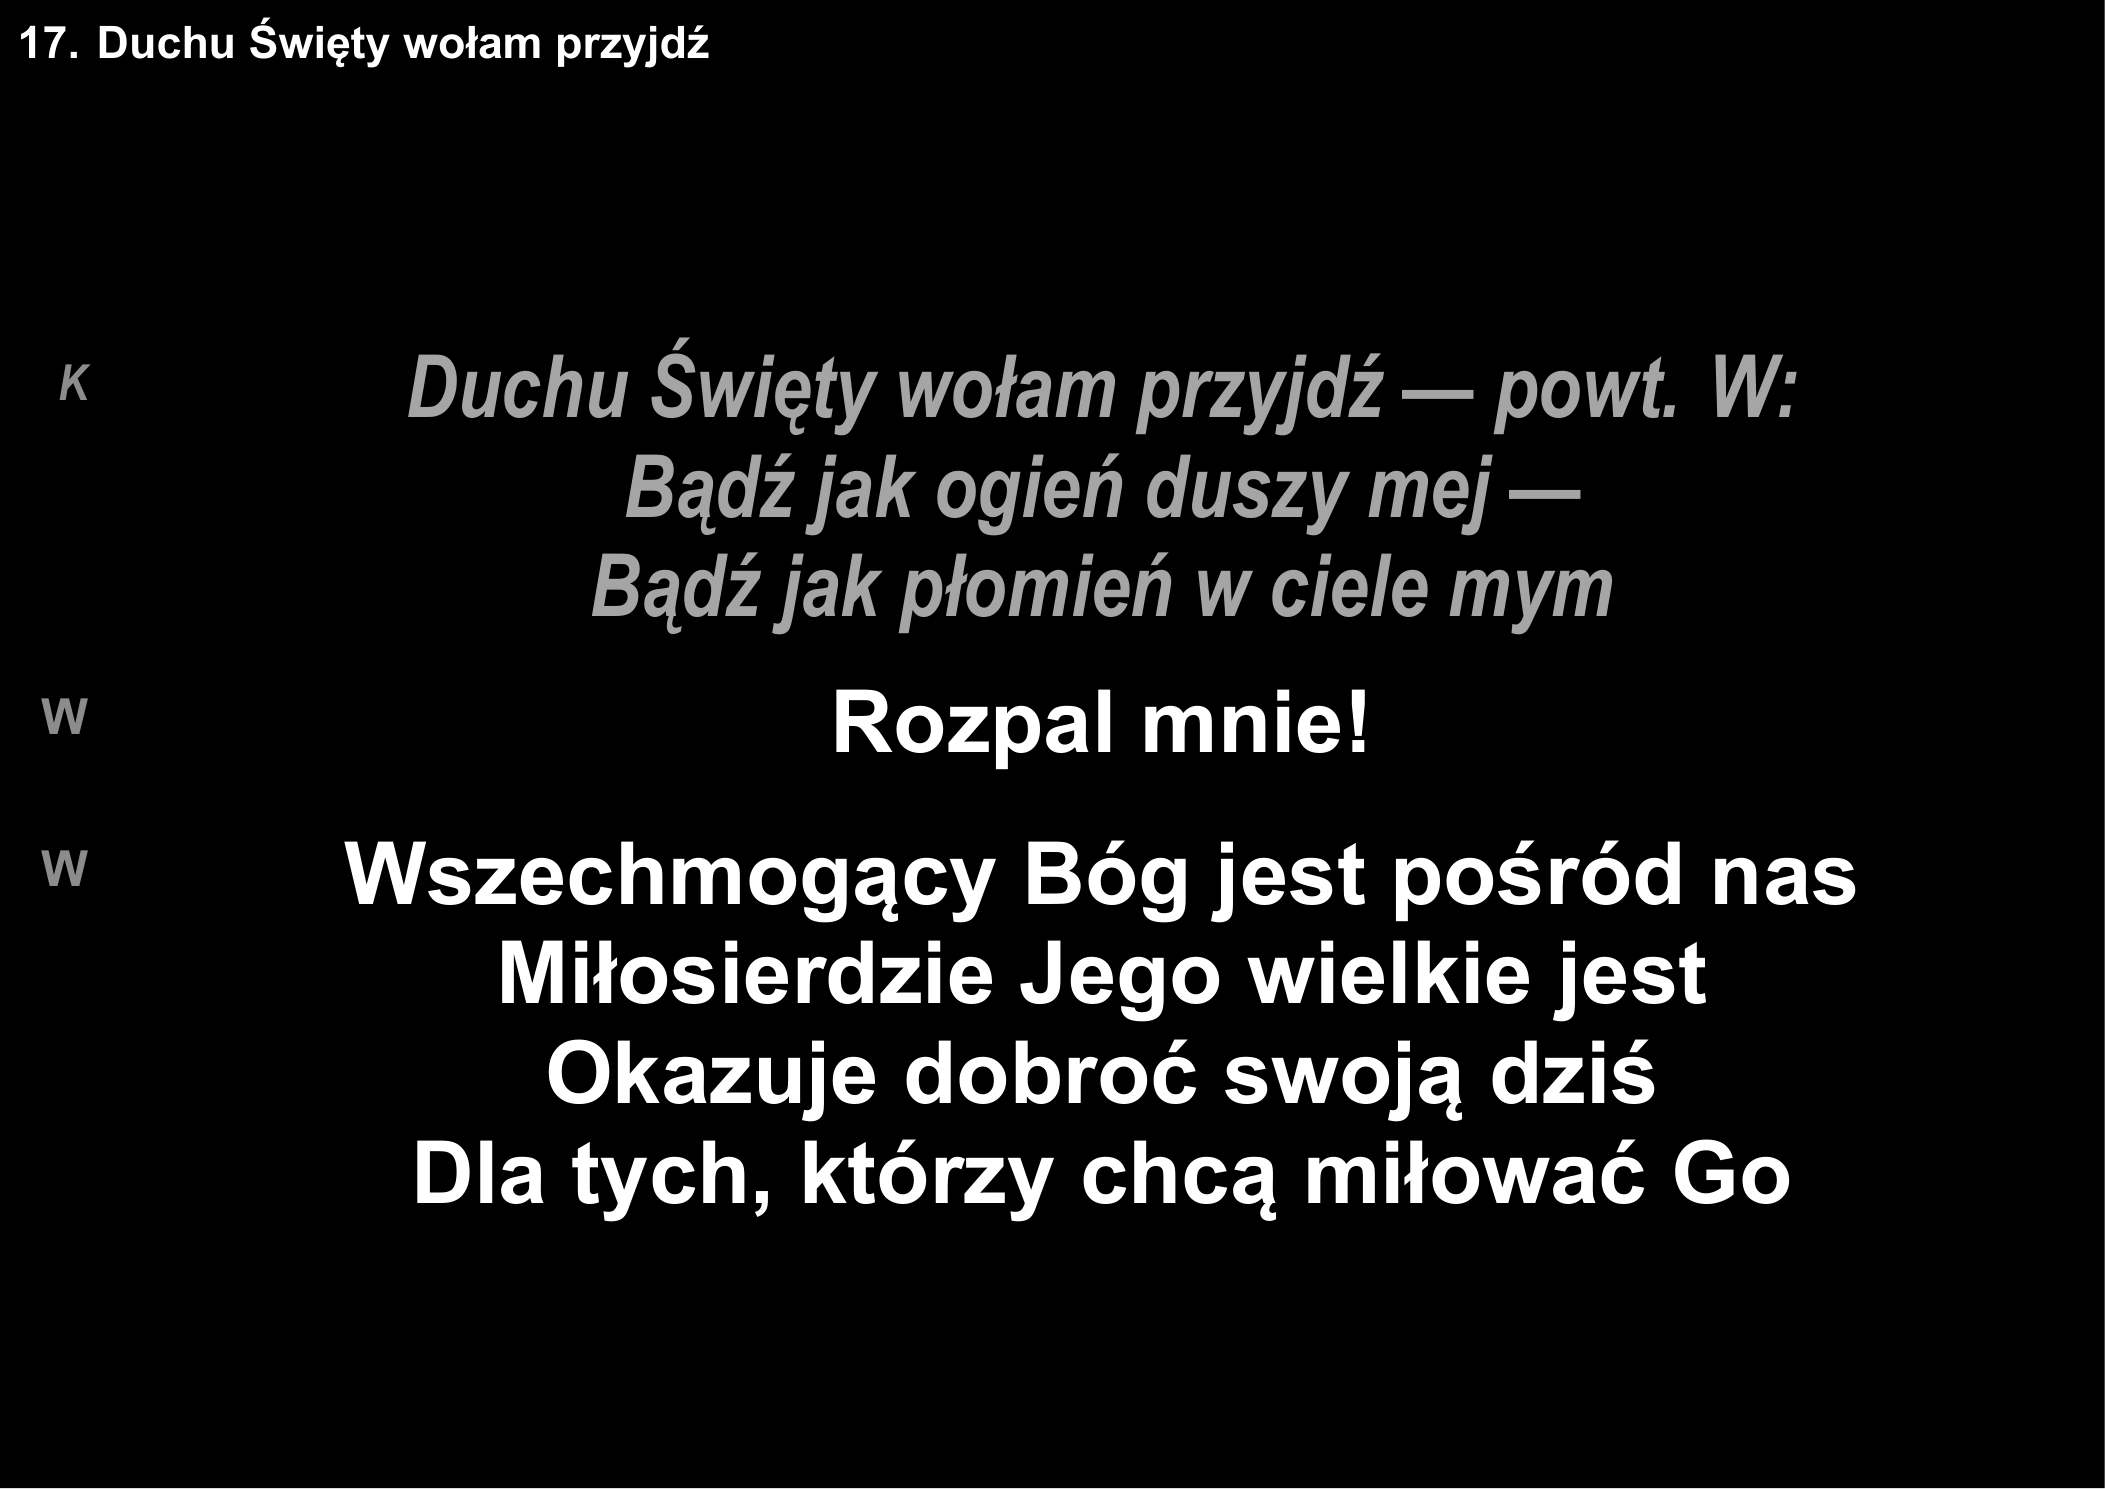 17. Duchu Święty wołam przyjdź
K Duchu Święty wołam przyjdź — powt. W:
Bądź jak ogień duszy mej —
Bądź jak płomień w ciele mym
W Rozpal mnie!
W Wszechmogący Bóg jest pośród nas
Miłosierdzie Jego wielkie jest
Okazuje dobroć swoją dziś
Dla tych, którzy chcą miłować Go